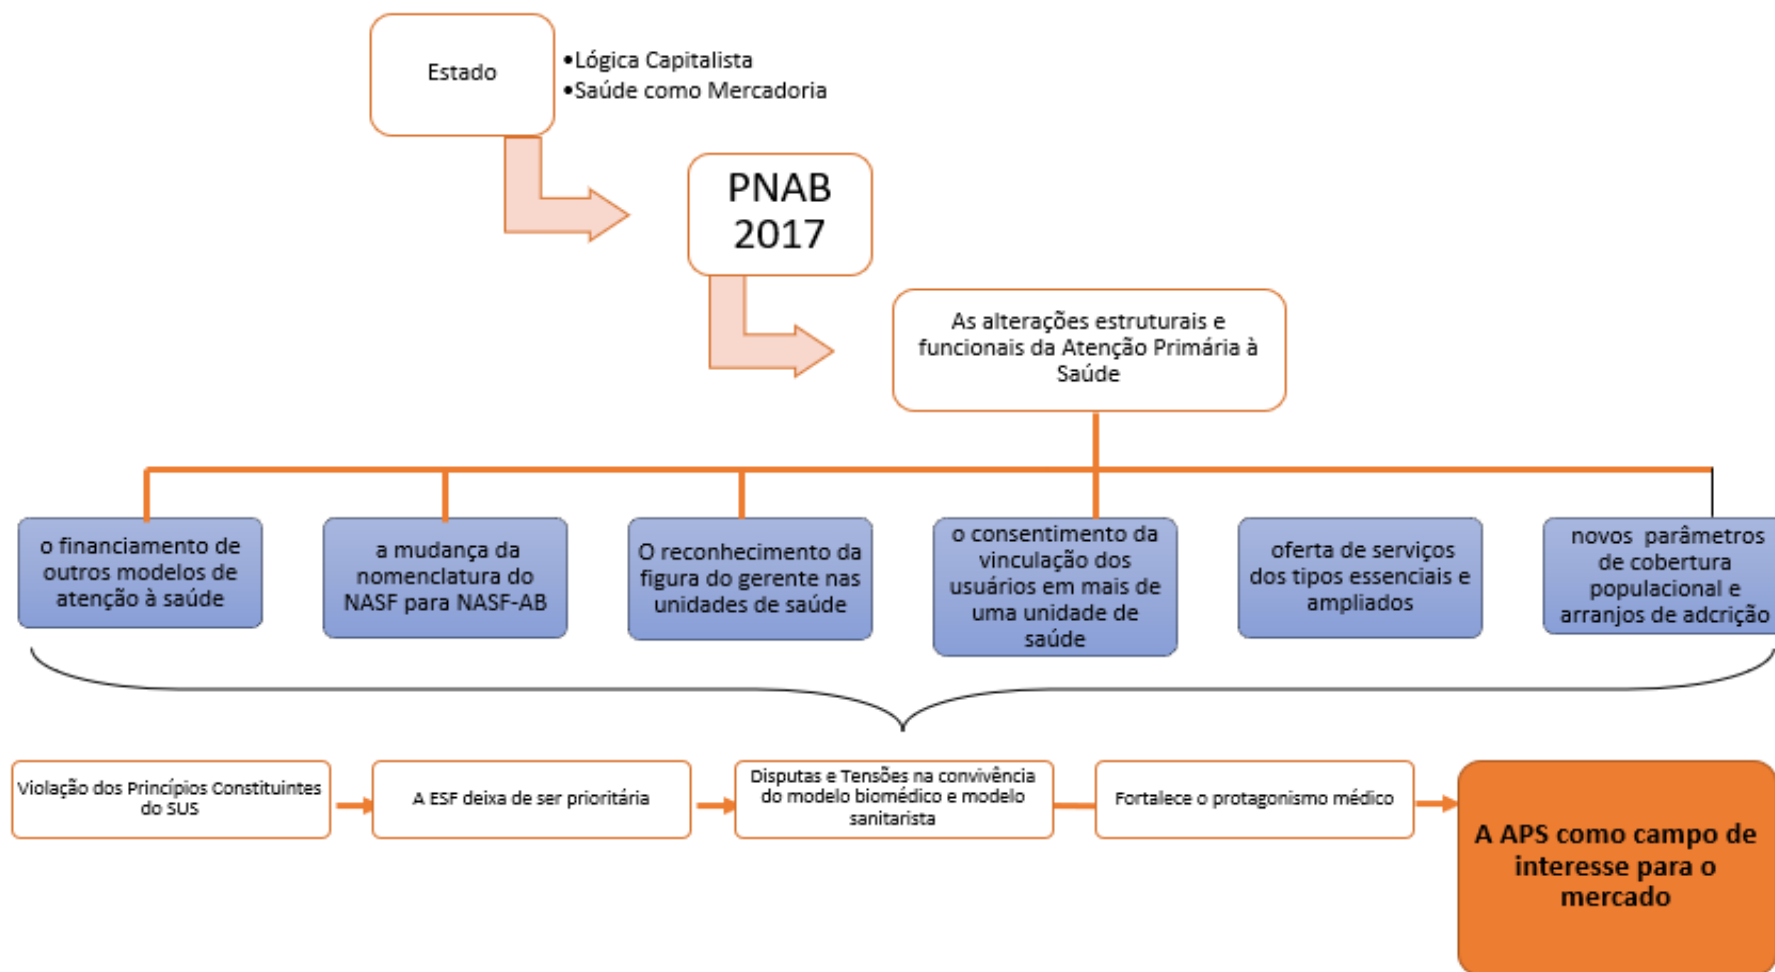 Estado
•Lógica Capitalista
•Saúde como Mercadoria
PNAB
2017
As alterações estruturais e
funcionais da Atenção Primária à
Saúde
o financiamento de
outros modelos de
atenção à saúde
a mudança da
nomenclatura do
NASF para NASF-AB
O reconhecimento da
figura do gerente nas
unidades de saúde
o consentimento da
vinculação dos
usuários em mais de
uma unidade de
saúde
oferta de serviços
dos tipos essenciais e
ampliados
novos parâmetros
de cobertura
populacional e
arranjos de adcrição
Violação dos Princípios Constituintes
do SUS
A ESF deixa de ser prioritária
Disputas e Tensões na convivência
do modelo biomédico e modelo
sanitarista
Fortalece o protagonismo médico
A APS como campo de
interesse para o
mercado